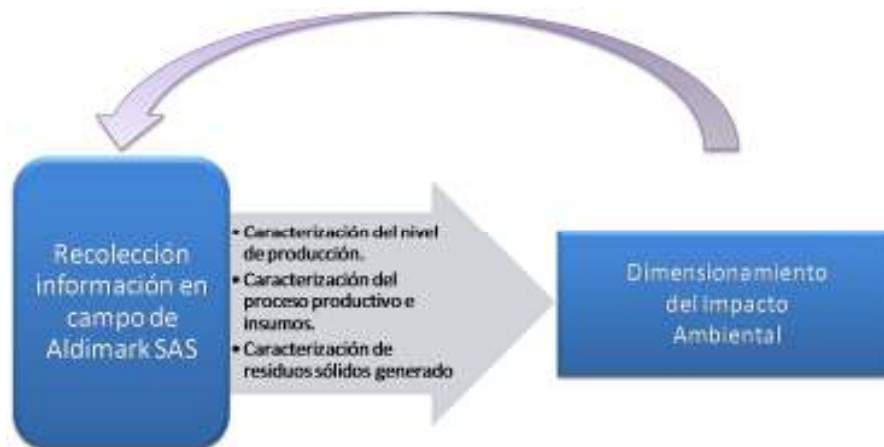 Recolección
información en
campo de
Aldimark SAS
• Caracterización del nivel
de producción.
• Caracterización del
proceso productivo e
insumos.
• Caracterización de
residuos sólidos generado
Dimensionamiento
del Impacto
Ambiental